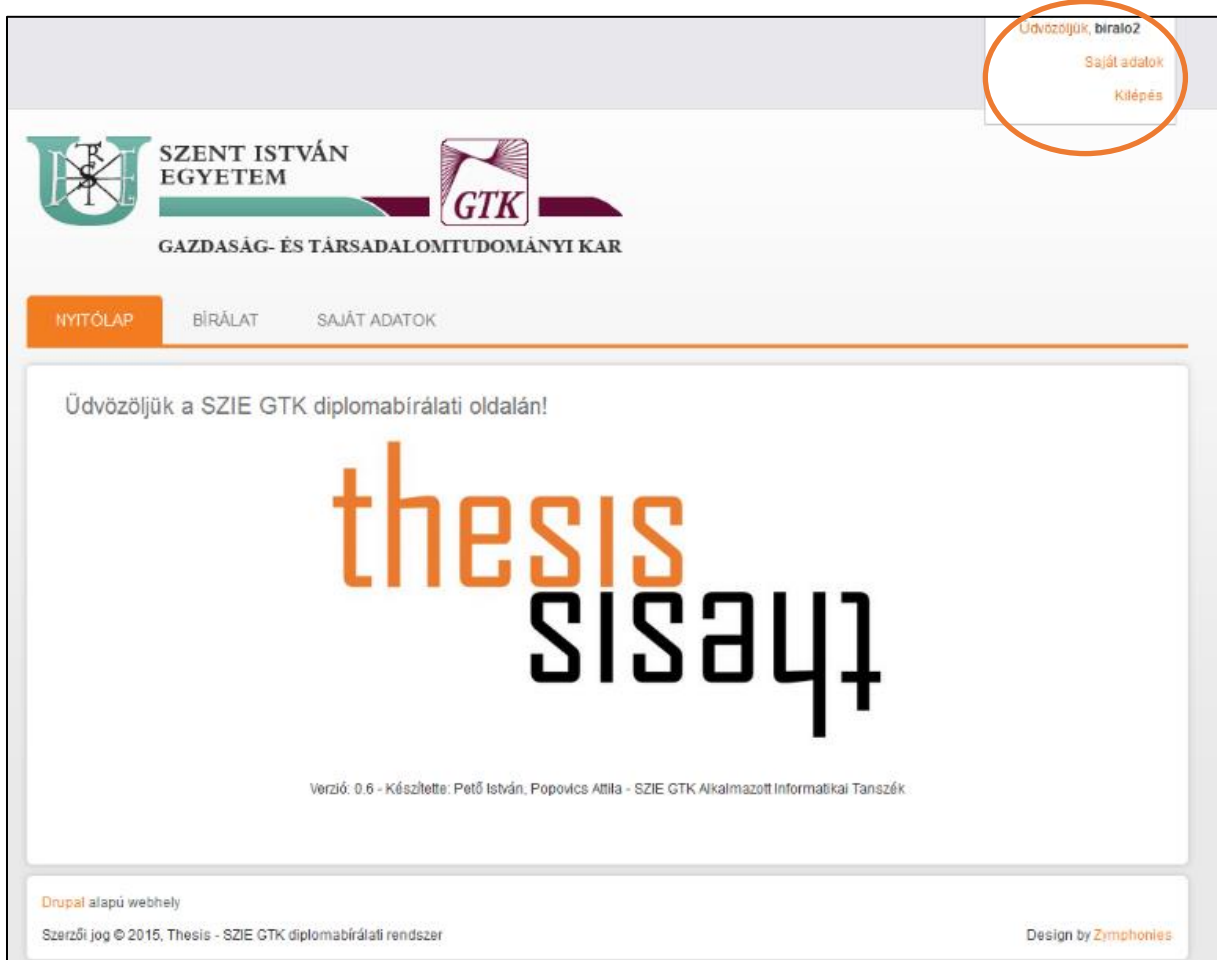 Üdvözöljük, biralo2
Saját adatok
Kilépés
SZENT ISTVÁN
EGYETEM
GTK
GAZDASÁG- ÉS TÁRSADALOMTUDOMÁNYI KAR
NYITÓLAP BÍRÁLAT SAJÁT ADATOK
Üdvözöljük a SZIE GTK diplomabírálati oldalán!
thesis
thesis
Verzió: 0.6 - Készítette: Pető István, Popovics Attila - SZIE GTK Alkalmazott Informatikai Tanszék
Drupal alapú webhely
Szerzői jog © 2015, Thesis - SZIE GTK diplomabírálati rendszer
Design by Zymphonies